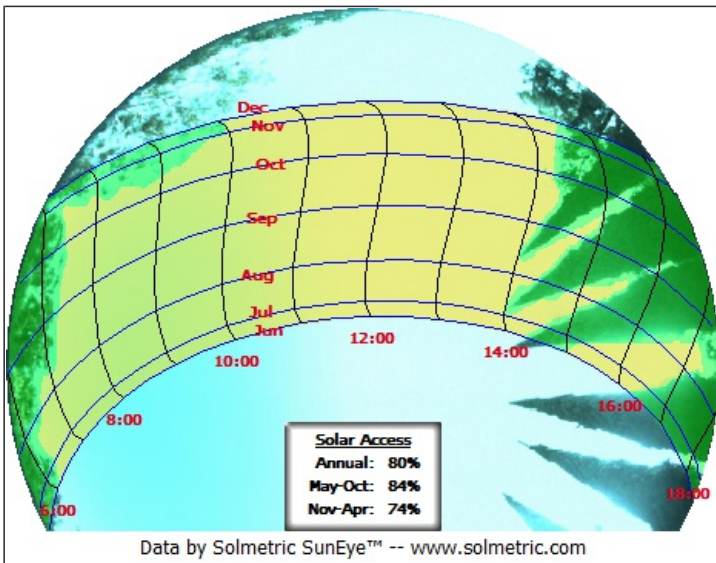 Dec
Nov
Oct
Sep
Aug
Jul
Jun
12:00
10:00
14:00
8:00
16:00
6:00
18:00
Solar Access
Annual: 80%
May-Oct: 84%
Nov-Apr: 74%
Data by Solmetric SunEye™ -- www.solmetric.com